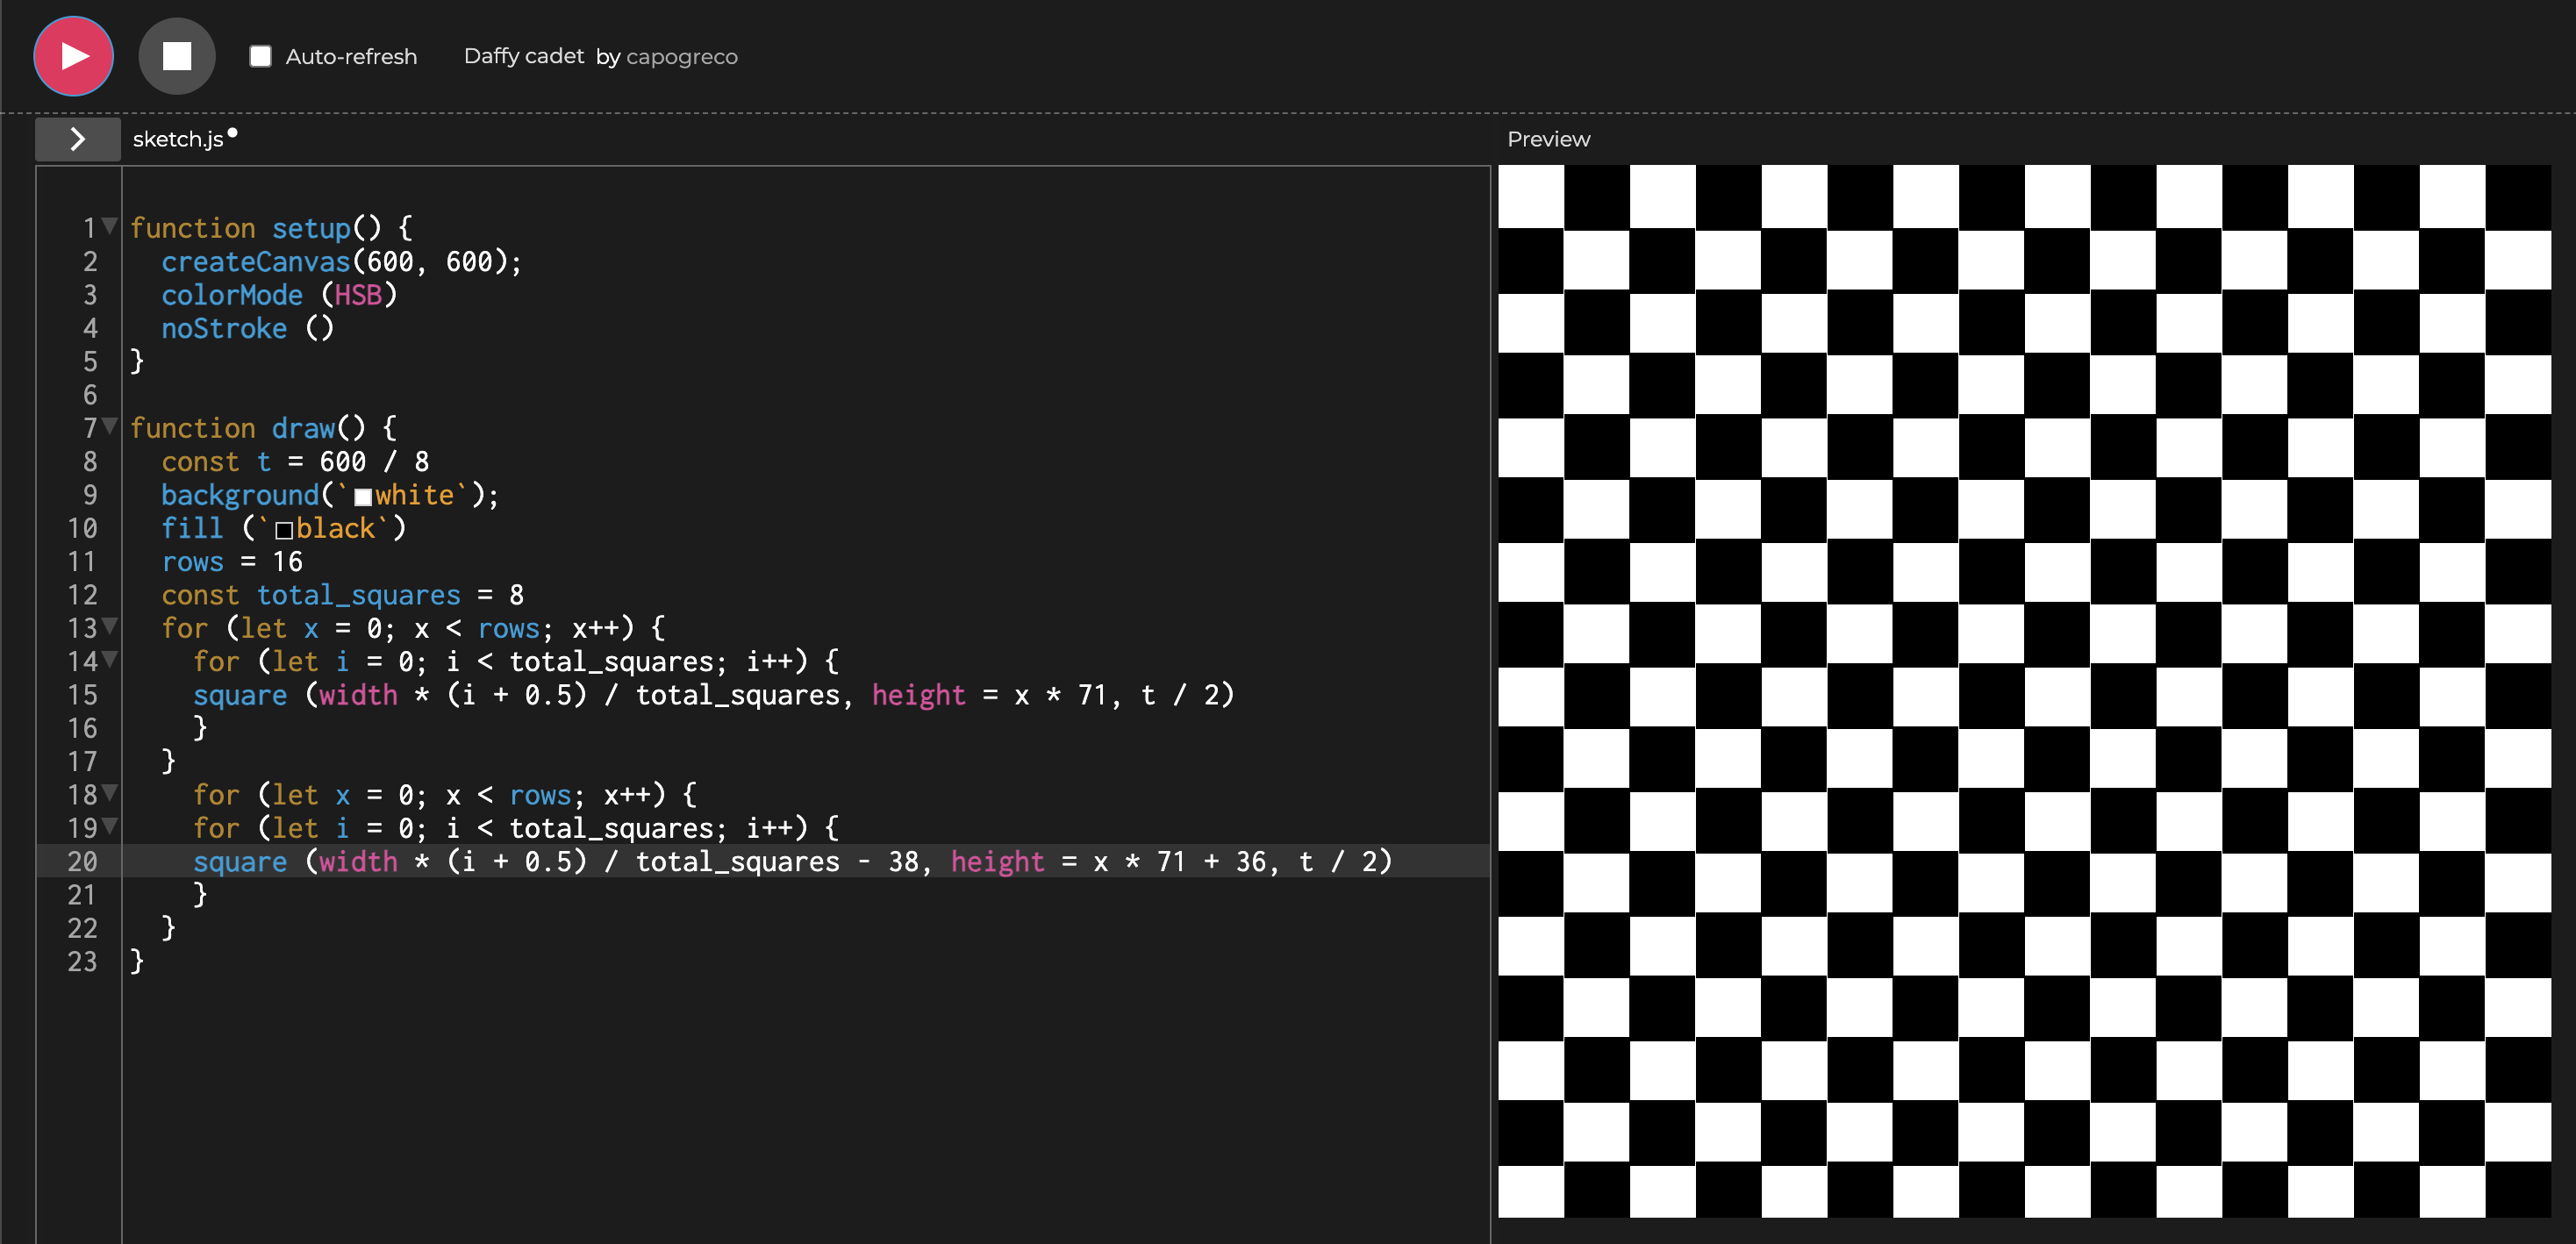 Auto-refresh Daffy cadet by capogreco
sketch.js
Preview
1 function setup() {
2 createCanvas(600, 600);
3 colorMode (HSB)
4 noStroke ()
5 }
6
7 function draw() {
8 const t = 600 / 8
9 background(`white`);
10 fill (`black`)
11 rows = 16
12 const total_squares = 8
13 for (let x = 0; x < rows; x++) {
14 for (let i = 0; i < total_squares; i++) {
15 square (width * (i + 0.5) / total_squares, height = x * 71, t / 2)
16 }
17 }
18 for (let x = 0; x < rows; x++) {
19 for (let i = 0; i < total_squares; i++) {
20 square (width * (i + 0.5) / total_squares - 38, height = x * 71 + 36, t / 2)
21 }
22 }
23 }